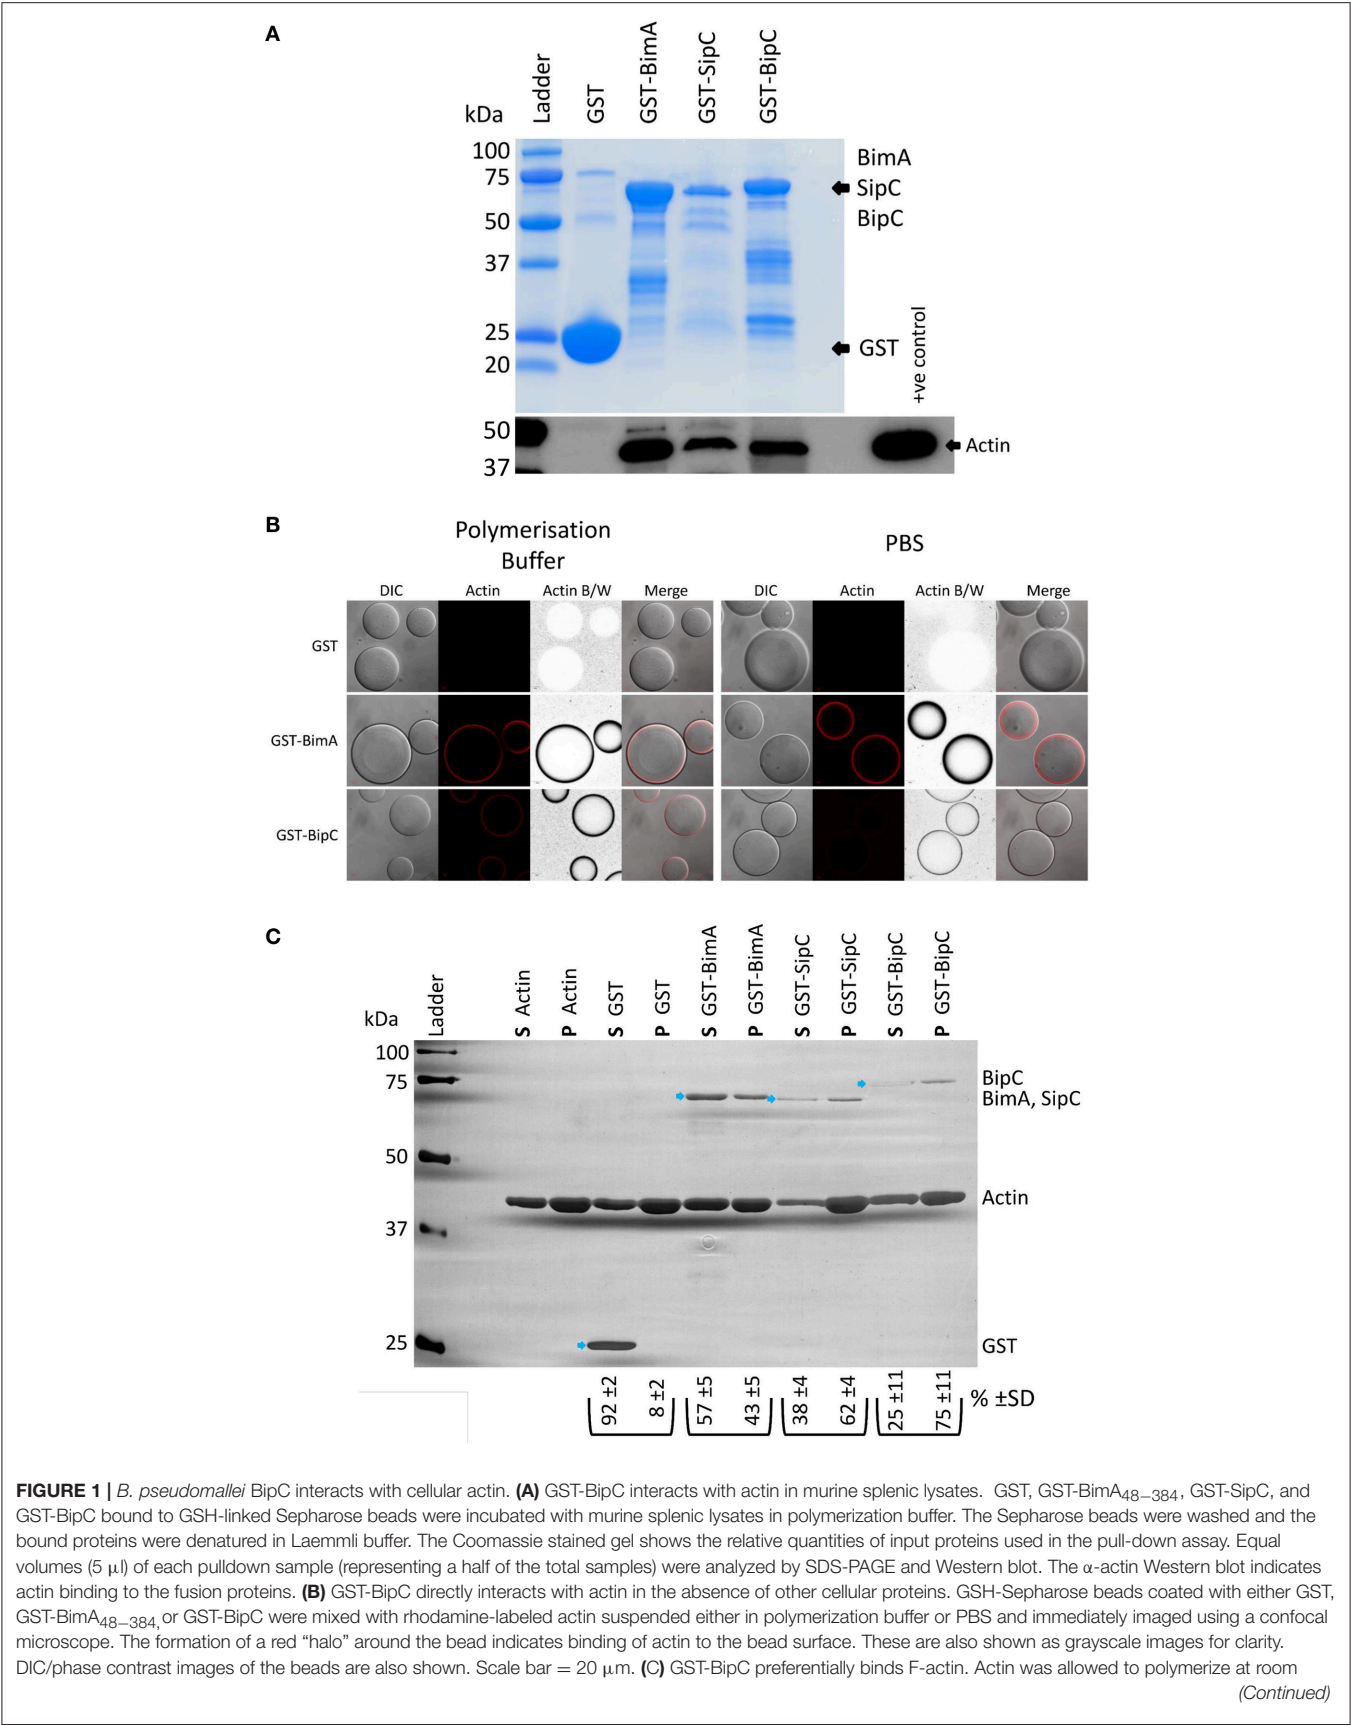 A
kDa
Ladder
GST
GST-BimA
GST-SipC
GST-BipC
100
75
50
37
25
20
BimA
SipC
BipC
GST
+ve control
50
37
Actin
B
Polymerisation
Buffer
PBS
DIC Actin Actin B/W Merge DIC Actin Actin B/W Merge
GST
GST-BimA
GST-BipC
C
kDa
Ladder
S Actin
P Actin
S GST
P GST
S GST-BimA
P GST-BimA
S GST-SipC
P GST-SipC
S GST-BipC
P GST-BipC
100
75
50
37
25
BipC
BimA, SipC
Actin
GST
92 ±2
8 ±2
57 ±5
43 ±5
38 ±4
62 ±4
25 ±11
75 ±11
% ±SD
FIGURE 1 | B. pseudomallei BipC interacts with cellular actin. (A) GST-BipC interacts with actin in murine splenic lysates. GST, GST-BimA48–384, GST-SipC, and
GST-BipC bound to GSH-linked Sepharose beads were incubated with murine splenic lysates in polymerization buffer. The Sepharose beads were washed and the
bound proteins were denatured in Laemmli buffer. The Coomassie stained gel shows the relative quantities of input proteins used in the pull-down assay. Equal
volumes (5 μl) of each pulldown sample (representing a half of the total samples) were analyzed by SDS-PAGE and Western blot. The α-actin Western blot indicates
actin binding to the fusion proteins. (B) GST-BipC directly interacts with actin in the absence of other cellular proteins. GSH-Sepharose beads coated with either GST,
GST-BimA48–384, or GST-BipC were mixed with rhodamine-labeled actin suspended either in polymerization buffer or PBS and immediately imaged using a confocal
microscope. The formation of a red “halo” around the bead indicates binding of actin to the bead surface. These are also shown as grayscale images for clarity.
DIC/phase contrast images of the beads are also shown. Scale bar = 20 μm. (C) GST-BipC preferentially binds F-actin. Actin was allowed to polymerize at room
(Continued)